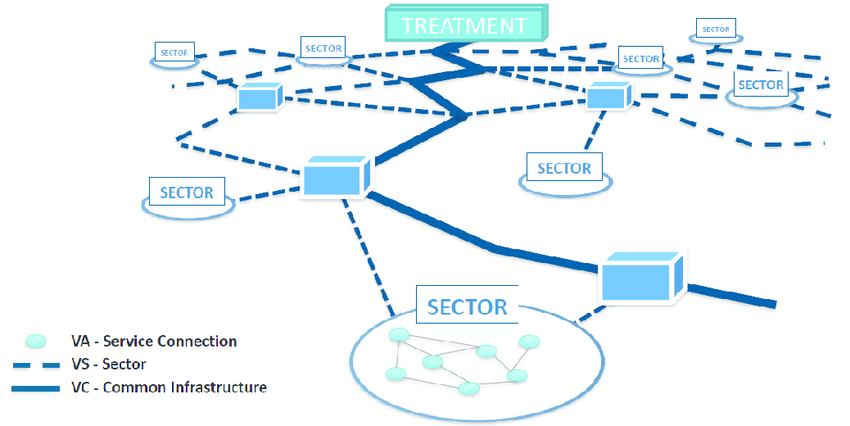 TREATMENT
SECTOR
SECTOR
SECTOR
SECTOR
SECTOR
SECTOR
SECTOR
SECTOR
VA - Service Connection
VS - Sector
VC - Common Infrastructure